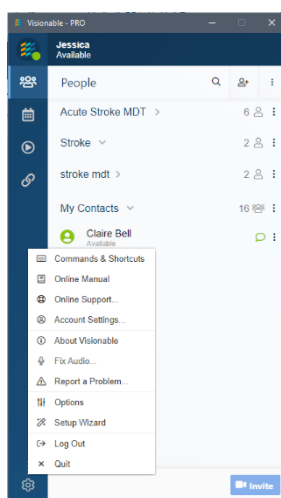 Visionable - PRO
Jessica
Available
People
Acute Stroke MDT 6
Stroke 2
stroke mdt 2
My Contacts 16
Claire Bell
Available
Commands & Shortcuts
Online Manual
Online Support...
Account Settings...
About Visionable
Fix Audio...
Report a Problem...
Options
Setup Wizard
Log Out
Quit
Invite